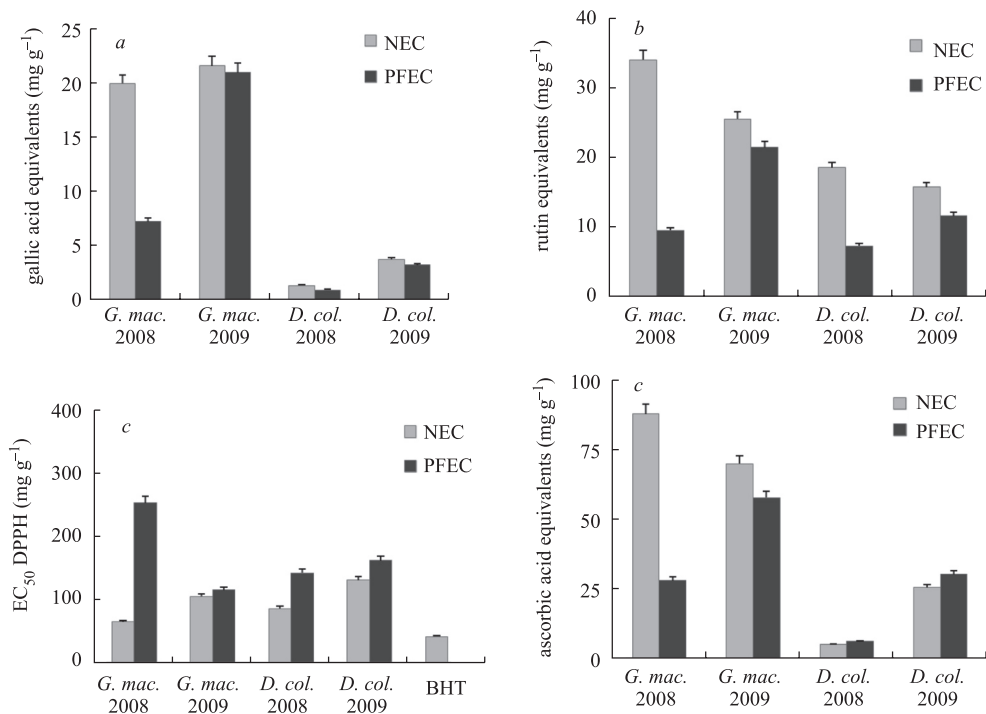 a
NEC
PFEC
gallic acid equivalents (mg g⁻¹)
25
20
15
10
5
0
G. mac. G. mac. D. col. D. col.
2008 2009 2008 2009
b
NEC
PFEC
rutin equivalents (mg g⁻¹)
40
30
20
10
0
G. mac. G. mac. D. col. D. col.
2008 2009 2008 2009
c
NEC
PFEC
EC₅₀ DPPH (mg g⁻¹)
400
300
200
100
0
G. mac. G. mac. D. col. D. col. BHT
2008 2009 2008 2009
c
NEC
PFEC
ascorbic acid equivalents (mg g⁻¹)
100
75
50
25
0
G. mac. G. mac. D. col. D. col.
2008 2009 2008 2009